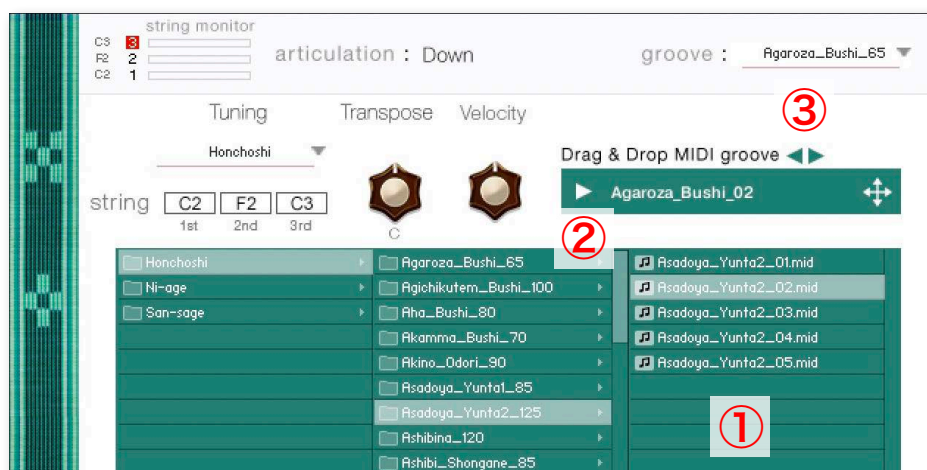 string monitor
C3 3
F2 2
C2 1
articulation : Down
groove : Agaroza_Bushi_65
③
Tuning Transpose Velocity
Honchoshi
Drag & Drop MIDI groove
Agaroza_Bushi_02
string C2 F2 C3
1st 2nd 3rd
C
②
Honchoshi Agaroza_Bushi_65 Asadoya_Yunta2_01.mid
Ni-age Agichikutem_Bushi_100 Asadoya_Yunta2_02.mid
San-sage Aha_Bushi_80 Asadoya_Yunta2_03.mid
Akamma_Bushi_70 Asadoya_Yunta2_04.mid
Akino_Odori_90 Asadoya_Yunta2_05.mid
Asadoya_Yunta1_85
Asadoya_Yunta2_125
①
Ashibina_120
Ashibi_Shongane_85